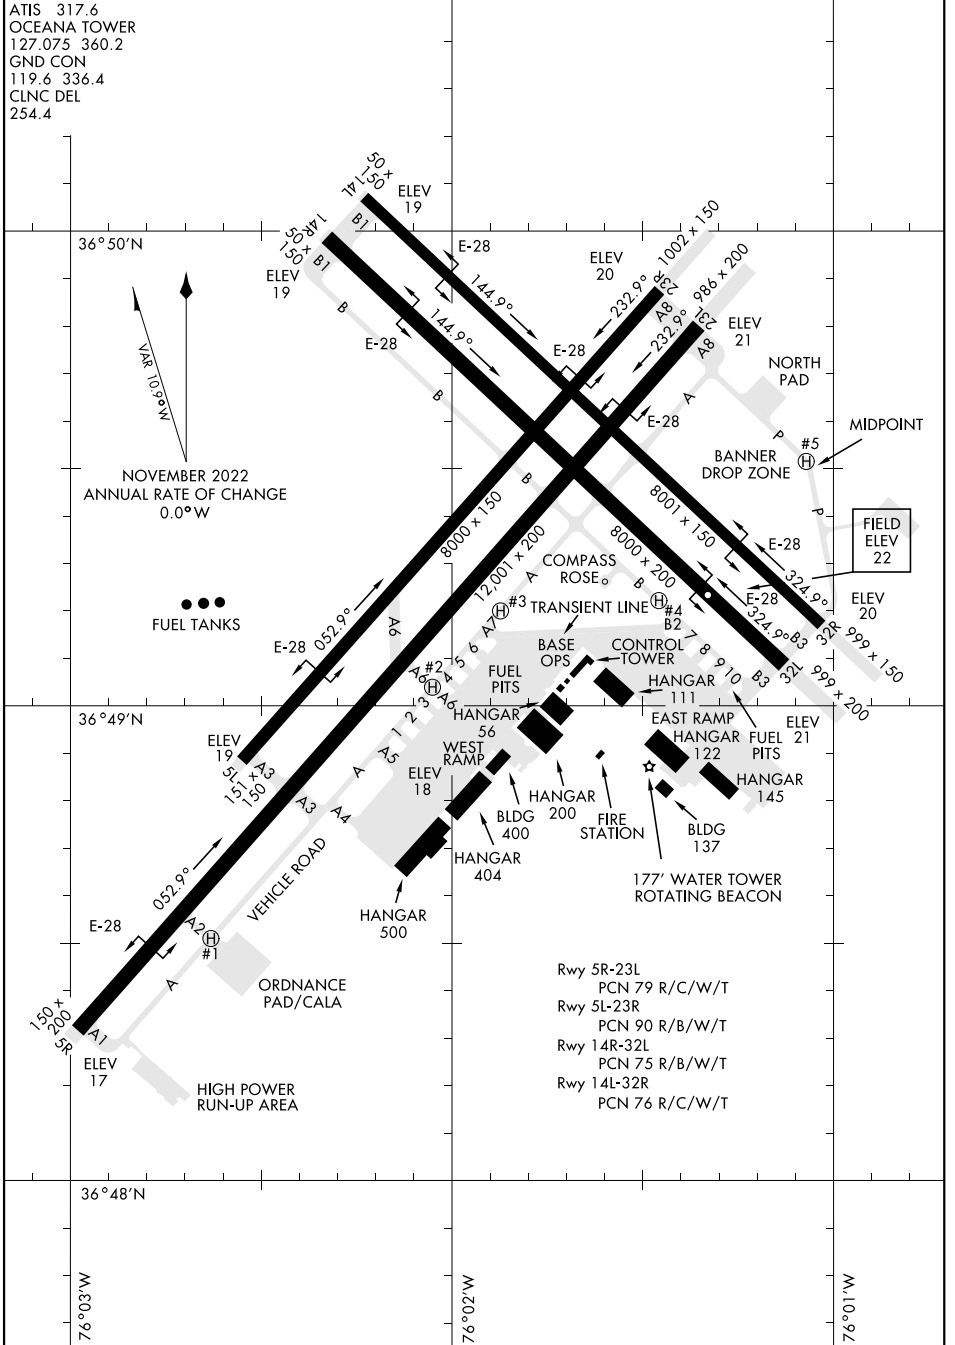 ATIS 317.6
OCEANA TOWER
127.075 360.2
GND CON
119.6 336.4
CLNC DEL
254.4
50 x
150
14L
ELEV
19
B1
14R
50 x
150
B1
ELEV
19
36°50'N
E-28
144.9°
E-28
144.9°
B
B
B
ELEV
20
1002 x 150
23R
A8
232.9°
986 x 200
23L
A8
232.9°
ELEV
21
E-28
E-28
A
NORTH
PAD
P
P
#5
H
MIDPOINT
BANNER
DROP ZONE
VAR 10.9°W
NOVEMBER 2022
ANNUAL RATE OF CHANGE
0.0°W
FIELD
ELEV
22
8000 x 150
12,001 x 200
8001 x 150
8000 x 200
E-28
324.9°
E-28
324.9°
ELEV
20
B3
32R
999 x 150
B3
32L
999 x 200
ELEV
21
COMPASS
ROSE
A
B
H
#4
B2
TRANSIENT LINE
H
#3
A7
FUEL TANKS
052.9°
E-28
A6
BASE
OPS
CONTROL
TOWER
7
8
9
10
#2
H
A6
A6
1
2
3
4
5
6
FUEL
PITS
HANGAR
111
36°49'N
HANGAR
56
EAST RAMP
HANGAR
122
FUEL
PITS
ELEV
19
5L
151 x
150
A3
A3
A4
A
A5
WEST
RAMP
ELEV
18
HANGAR
145
BLDG
400
HANGAR
200
FIRE
STATION
BLDG
137
HANGAR
404
VEHICLE ROAD
052.9°
177' WATER TOWER
ROTATING BEACON
HANGAR
500
E-28
A2
H
#1
A
ORDNANCE
PAD/CALA
Rwy 5R-23L
PCN 79 R/C/W/T
Rwy 5L-23R
PCN 90 R/B/W/T
Rwy 14R-32L
PCN 75 R/B/W/T
Rwy 14L-32R
PCN 76 R/C/W/T
150 x
200
5R
A1
ELEV
17
HIGH POWER
RUN-UP AREA
36°48'N
76°03'W
76°02'W
76°01'W